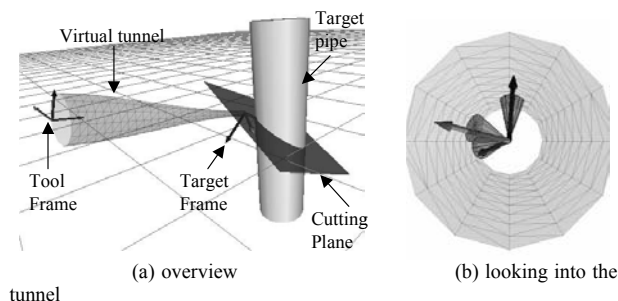 Virtual tunnel
Target
pipe
Tool
Frame
Target
Frame
Cutting
Plane
(a) overview
(b) looking into the
tunnel